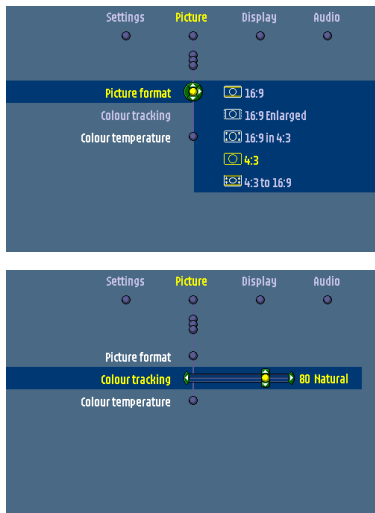 Settings Picture Display Audio
Picture format 16:9
Colour tracking 16:9 Enlarged
Colour temperature 16:9 in 4:3
4:3
4:3 to 16:9
Settings Picture Display Audio
Picture format
Colour tracking 80 Natural
Colour temperature